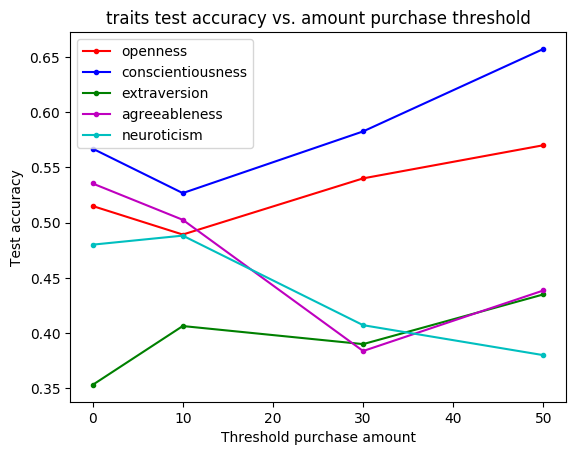 traits test accuracy vs. amount purchase threshold
openness
conscientiousness
extraversion
agreeableness
neuroticism
Test accuracy
0.65
0.60
0.55
0.50
0.45
0.40
0.35
0 10 20 30 40 50
Threshold purchase amount